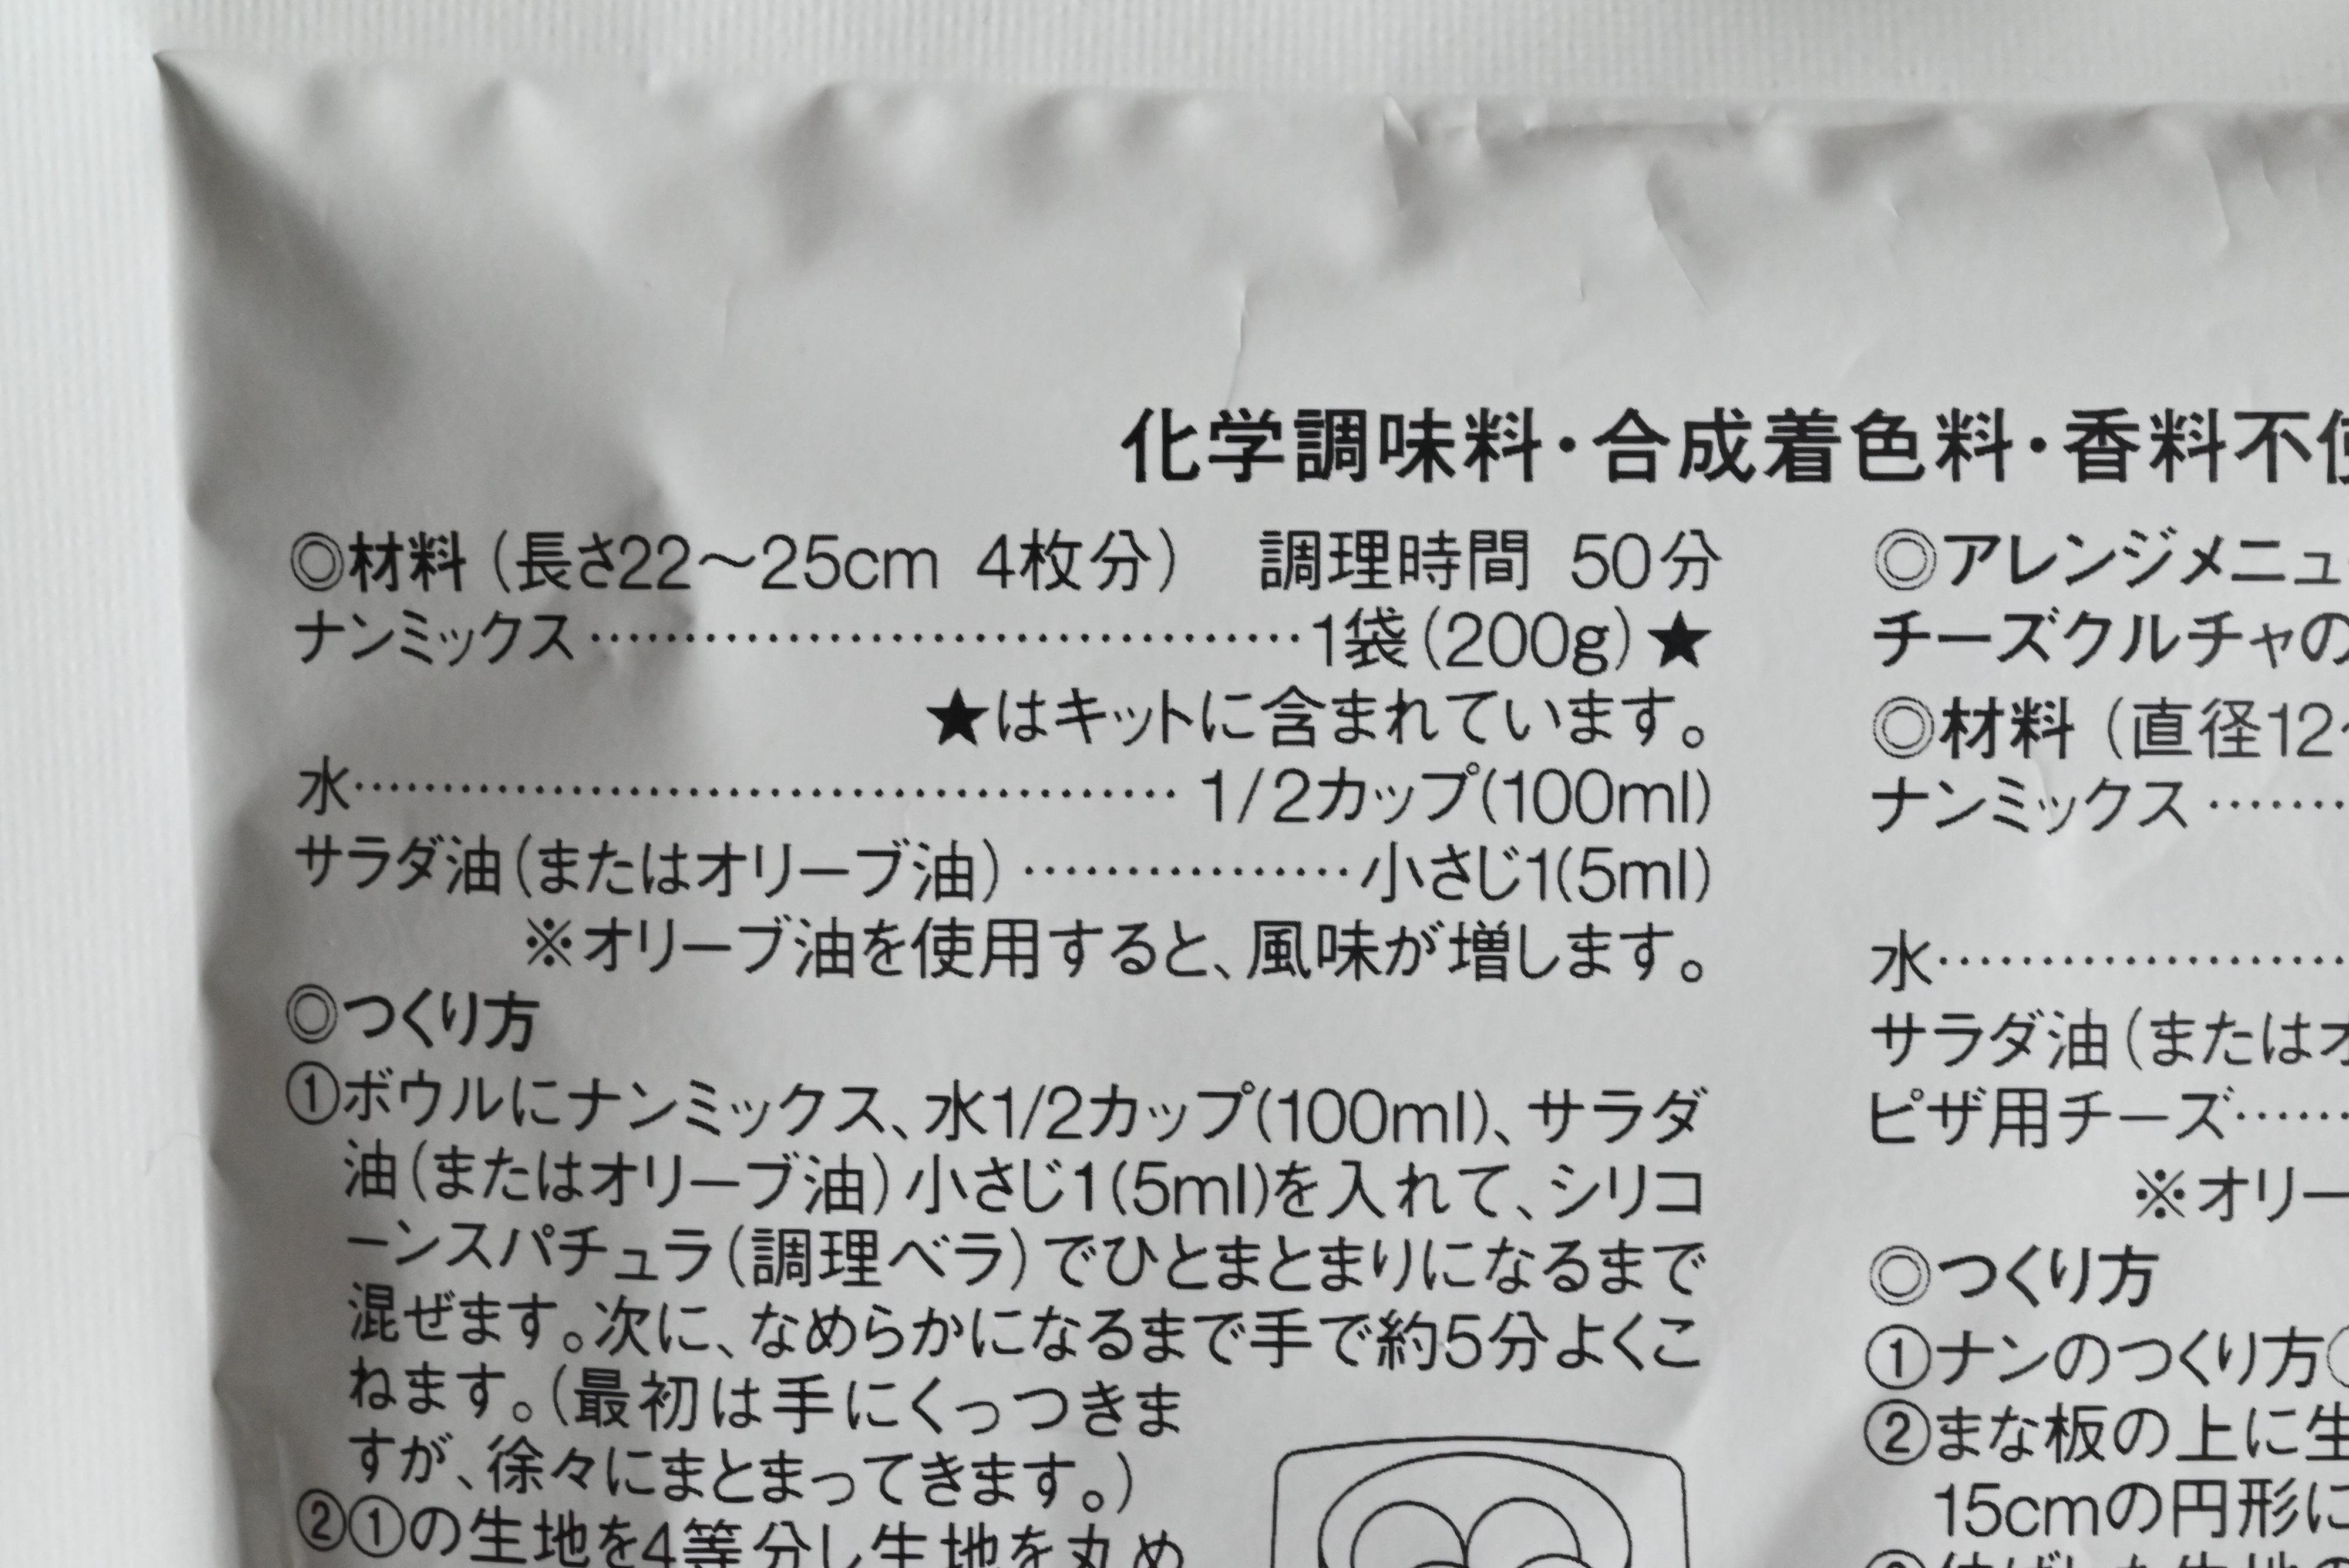 化学調味料・合成着色料・香料不使
◎材料（長さ22〜25cm 4枚分） 調理時間 50分
ナンミックス……………………………1袋（200g）★
★はキットに含まれています。
水…………………………………1/2カップ(100ml)
サラダ油（またはオリーブ油）……………小さじ1(5ml)
※オリーブ油を使用すると、風味が増します。
◎つくり方
①ボウルにナンミックス、水1/2カップ(100ml)、サラダ
油（またはオリーブ油）小さじ1(5ml)を入れて、シリコ
ーンスパチュラ（調理ベラ）でひとまとまりになるまで
混ぜます。次に、なめらかになるまで手で約5分よくこ
ねます。（最初は手にくっつきま
すが、徐々にまとまってきます。）
②①の生地を4等分し生地を丸め
◎アレンジメニュ
チーズクルチャの
◎材料（直径12〜
ナンミックス……
水……………
サラダ油（またはオ
ピザ用チーズ……
※オリー
◎つくり方
①ナンのつくり方
②まな板の上に生
15cmの円形に